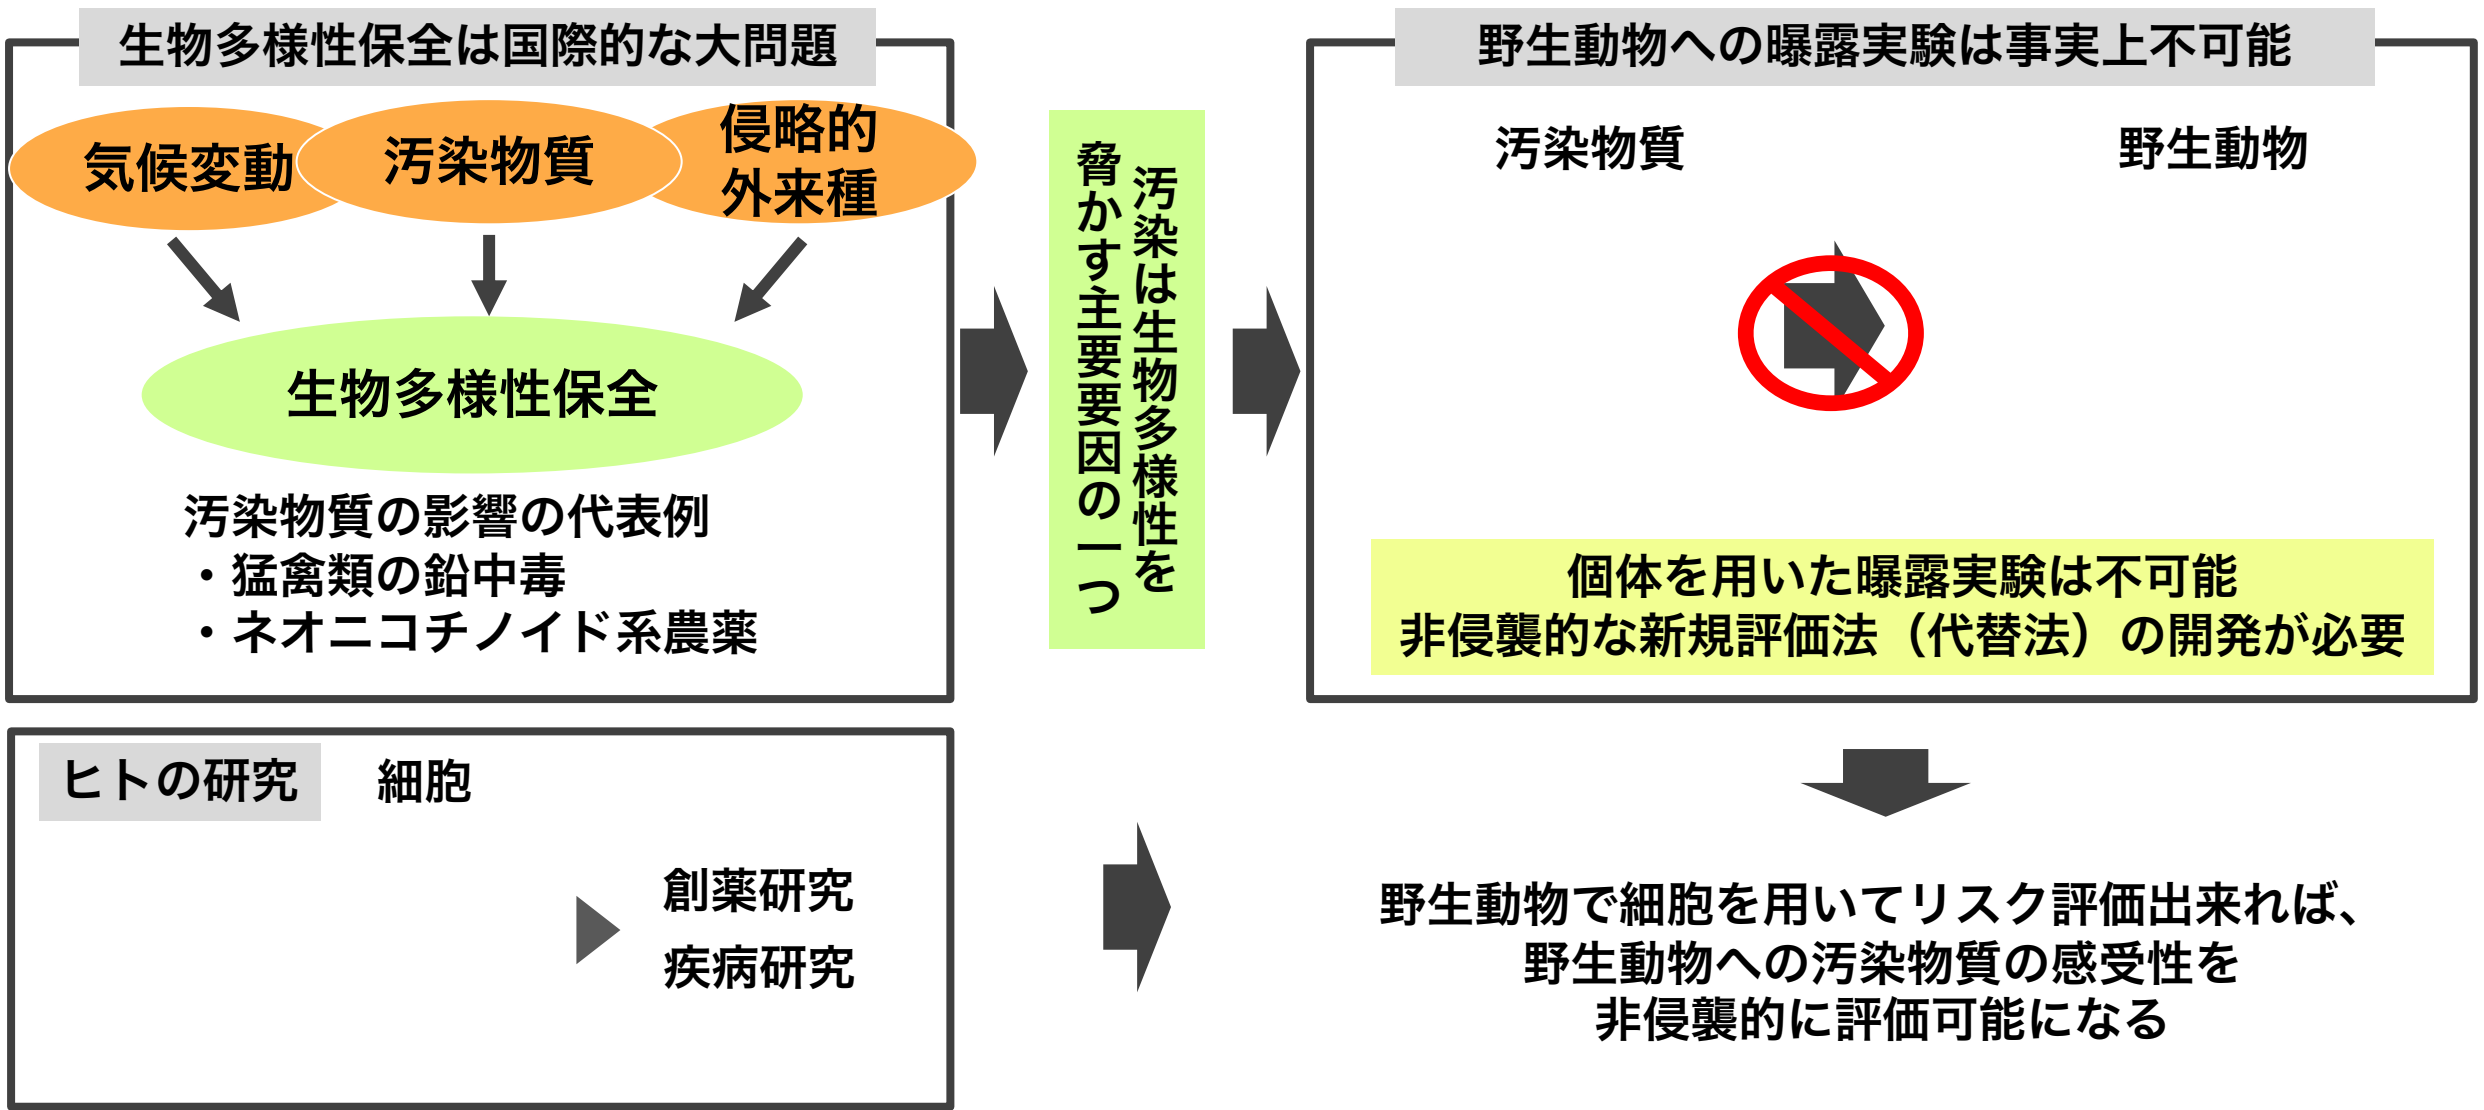 生物多様性保全は国際的な大問題
気候変動
汚染物質
侵略的
外来種
生物多様性保全
汚染物質の影響の代表例
・猛禽類の鉛中毒
・ネオニコチノイド系農薬
汚染は生物多様性を
脅かす主要要因の一つ
野生動物への曝露実験は事実上不可能
汚染物質
野生動物
個体を用いた曝露実験は不可能
非侵襲的な新規評価法（代替法）の開発が必要
ヒトの研究
細胞
創薬研究
疾病研究
野生動物で細胞を用いてリスク評価出来れば、
野生動物への汚染物質の感受性を
非侵襲的に評価可能になる